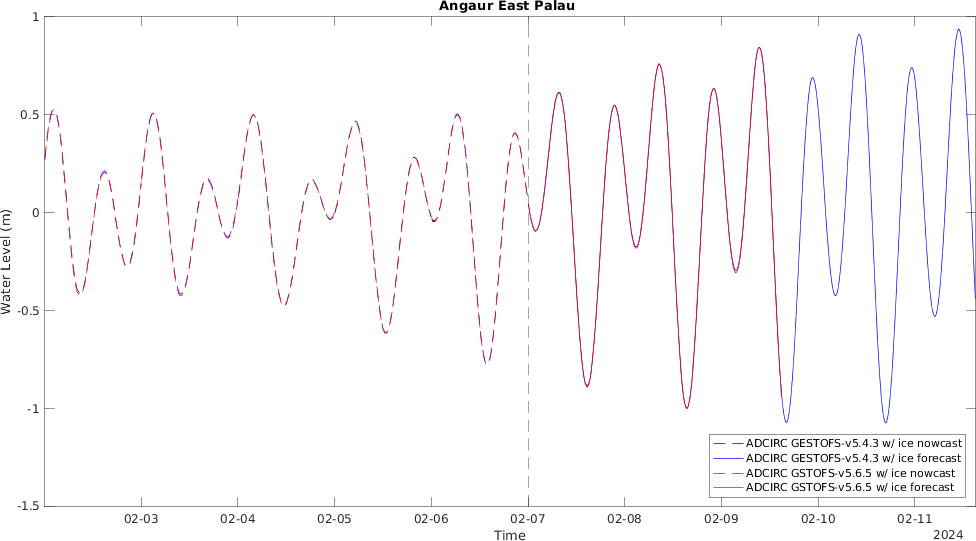 Angaur East Palau
1
0.5
0
-0.5
-1
-1.5
Water Level (m)
02-03 02-04 02-05 02-06 02-07 02-08 02-09 02-10 02-11
Time
2024
ADCIRC GESTOFS-v5.4.3 w/ ice nowcast
ADCIRC GESTOFS-v5.4.3 w/ ice forecast
ADCIRC GSTOFS-v5.6.5 w/ ice nowcast
ADCIRC GSTOFS-v5.6.5 w/ ice forecast